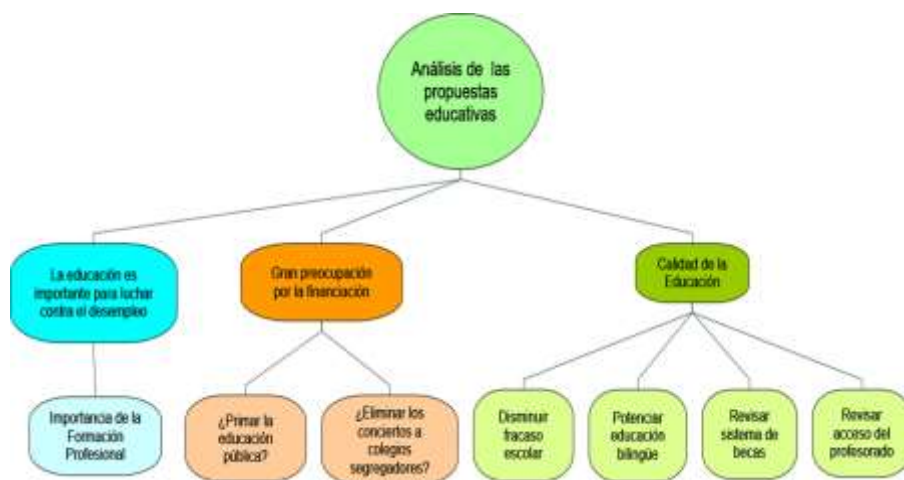 Análisis de las
propuestas
educativas
La educación es
importante para luchar
contra el desempleo
Gran preocupación
por la financiación
Calidad de la
Educación
Importancia de la
Formación
Profesional
¿Primar la
educación
pública?
¿Eliminar los
conciertos a
colegios
segregadores?
Disminuir
fracaso
escolar
Potenciar
educación
bilingüe
Revisar
sistema de
becas
Revisar
acceso del
profesorado